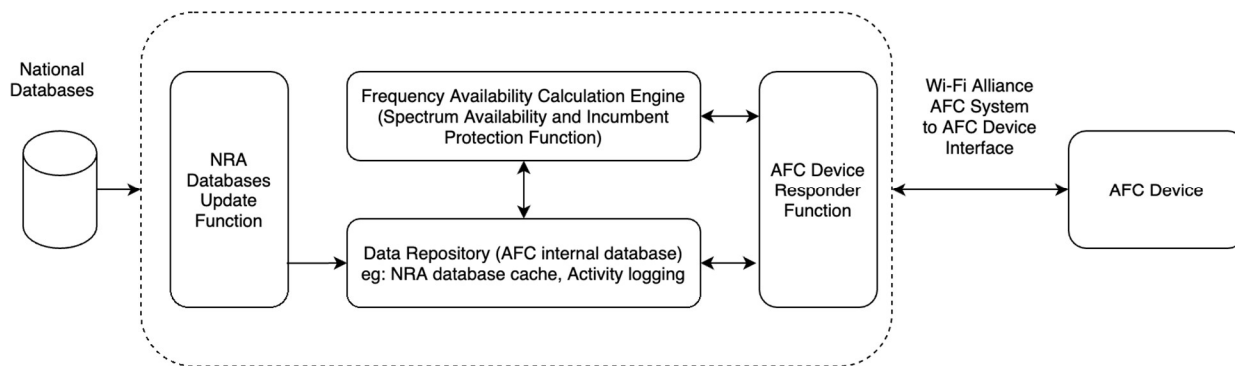 National
Databases
NRA
Databases
Update
Function
Frequency Availability Calculation Engine
(Spectrum Availability and Incumbent
Protection Function)
Data Repository (AFC internal database)
eg: NRA database cache, Activity logging
AFC Device
Responder
Function
Wi-Fi Alliance
AFC System
to AFC Device
Interface
AFC Device